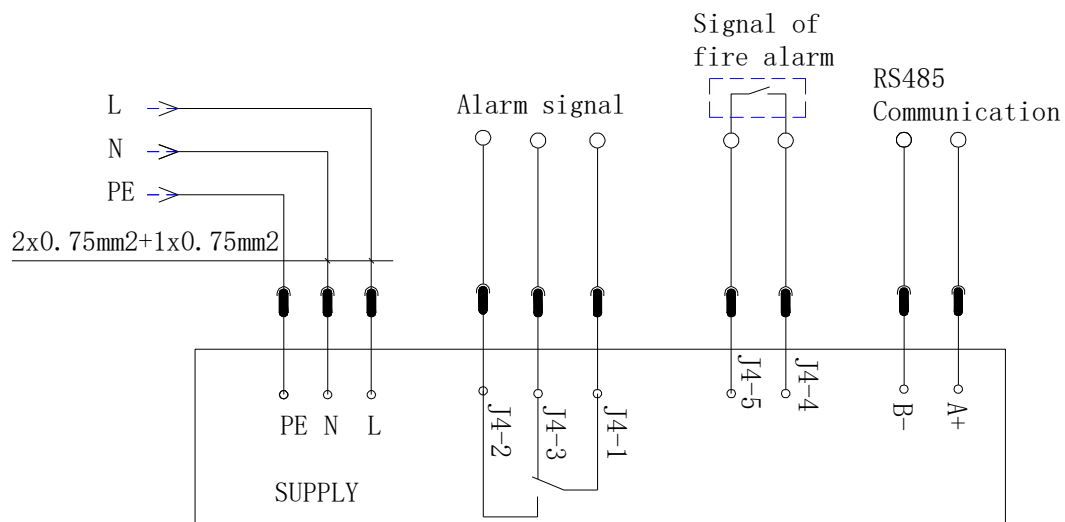 Signal of
fire alarm
RS485
Communication
Alarm signal
L
N
PE
2x0.75mm2+1x0.75mm2
PE N L
J4-2
J4-3
J4-1
J4-5
J4-4
B-
A+
SUPPLY